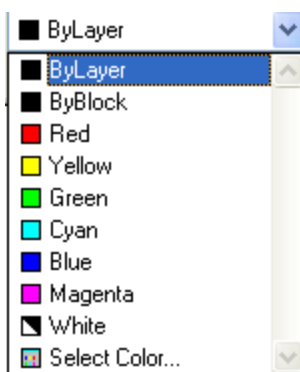 ByLayer
ByLayer
ByBlock
Red
Yellow
Green
Cyan
Blue
Magenta
White
Select Color...